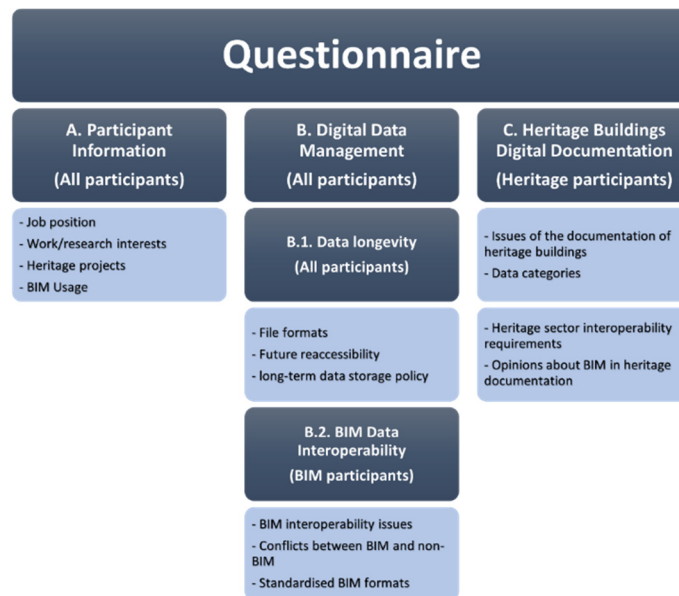 Questionnaire
A. Participant
Information
(All participants)
- Job position
- Work/research interests
- Heritage projects
- BIM Usage
B. Digital Data
Management
(All participants)
B.1. Data longevity
(All participants)
- File formats
- Future reaccessibility
- long-term data storage policy
B.2. BIM Data
Interoperability
(BIM participants)
- BIM interoperability issues
- Conflicts between BIM and non-
BIM
- Standardised BIM formats
C. Heritage Buildings
Digital Documentation
(Heritage participants)
- Issues of the documentation of
heritage buildings
- Data categories
- Heritage sector interoperability
requirements
- Opinions about BIM in heritage
documentation